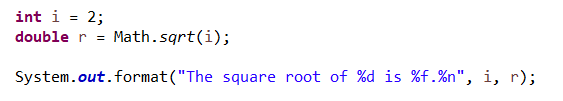 int i = 2;
double r = Math.sqrt(i);
System.out.format("The square root of %d is %f.%n", i, r);